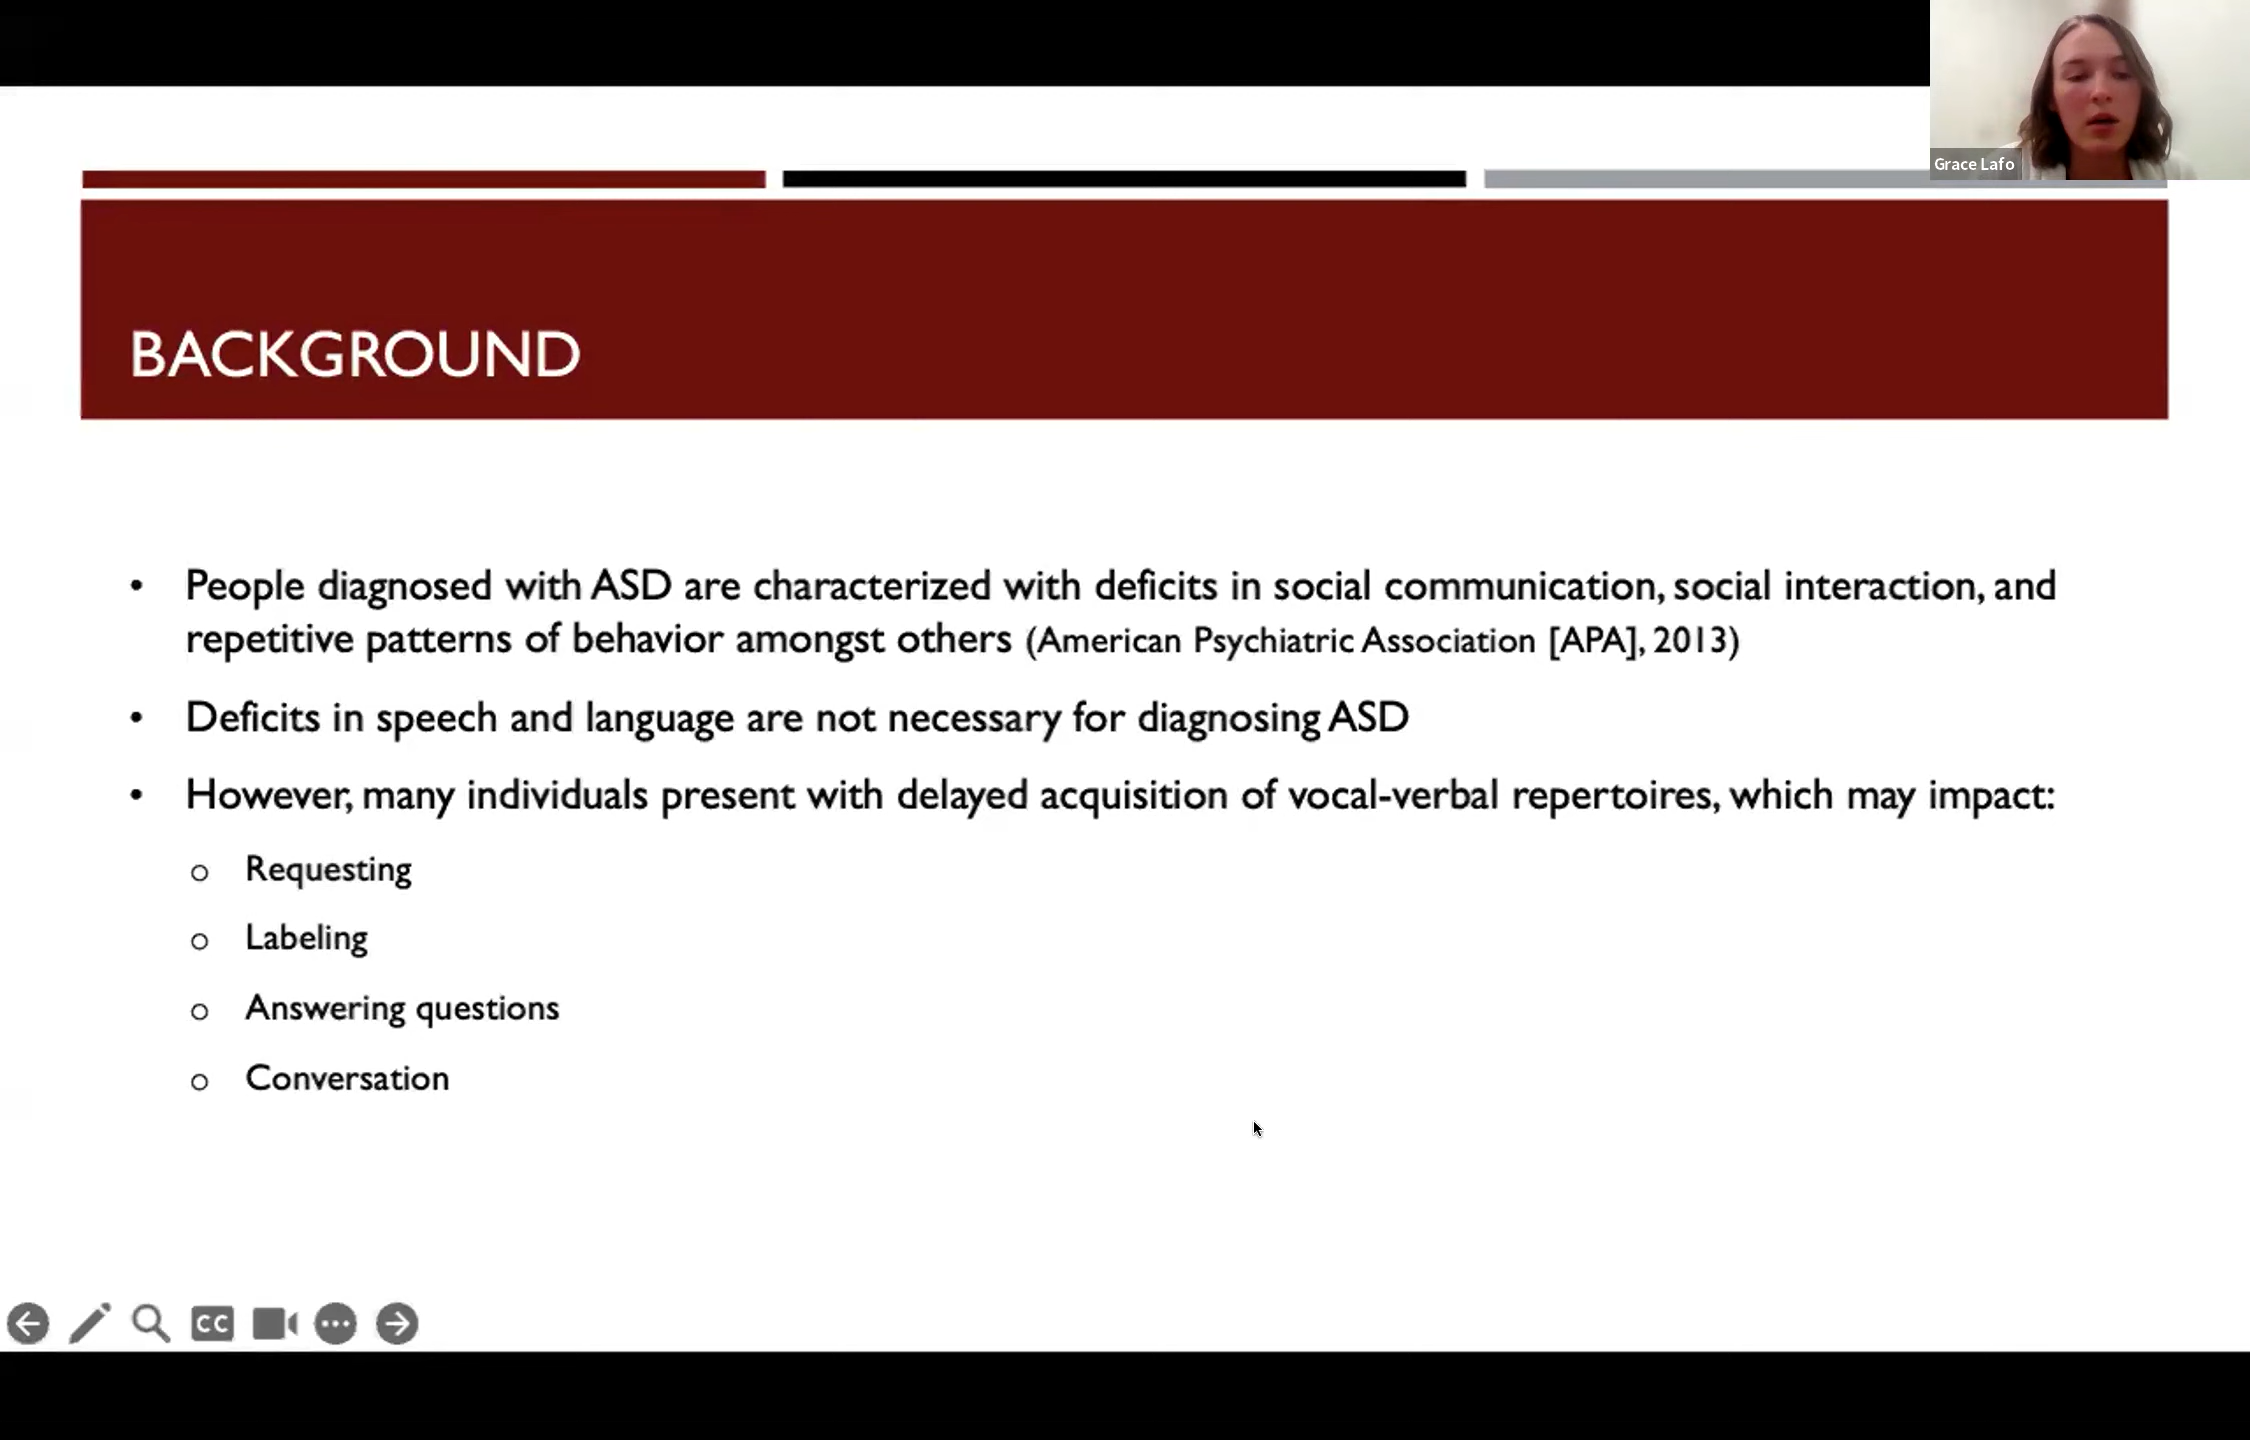 Grace Lafo
BACKGROUND
• People diagnosed with ASD are characterized with deficits in social communication, social interaction, and
repetitive patterns of behavior amongst others (American Psychiatric Association [APA], 2013)
• Deficits in speech and language are not necessary for diagnosing ASD
• However, many individuals present with delayed acquisition of vocal-verbal repertoires, which may impact:
o Requesting
o Labeling
o Answering questions
o Conversation
CC